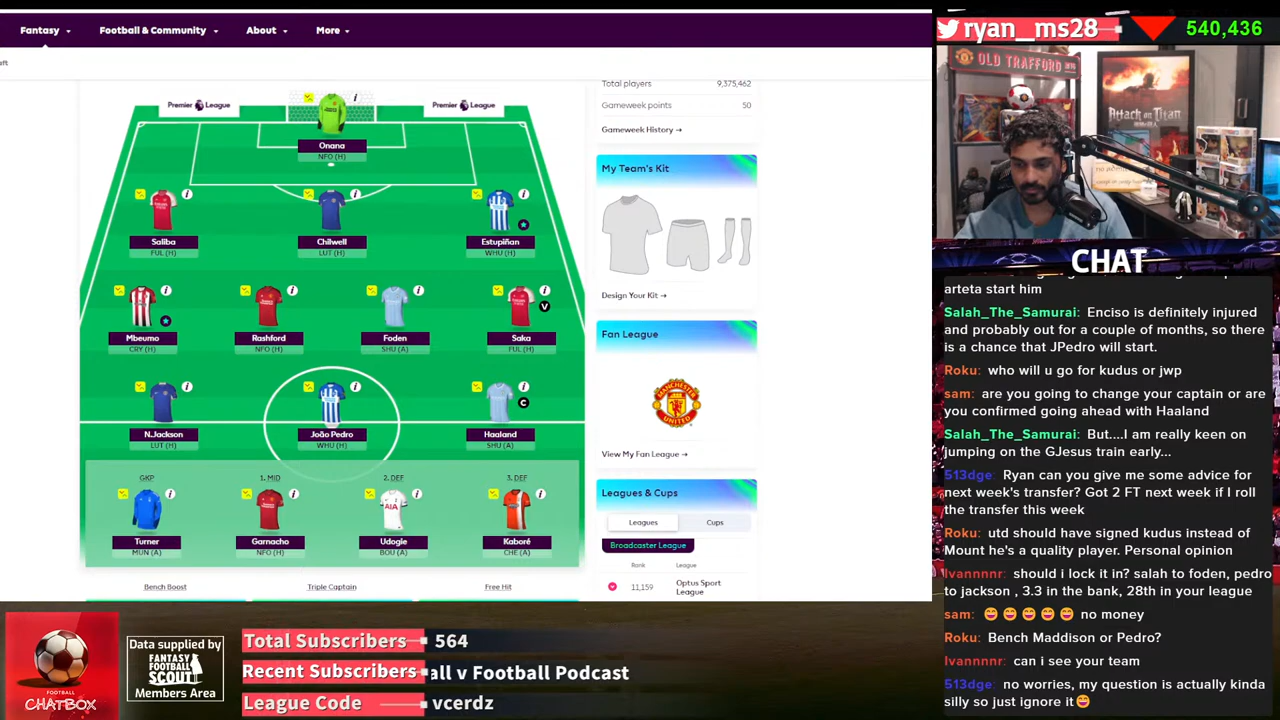 Fantasy
Football & Community
About
More
Premier League
Premier League
Onana
NFO (H)
Saliba
FUL (H)
Chilwell
LUT (H)
Estupiñan
WHU (H)
Mbeumo
CRY (H)
Rashford
NFO (H)
Foden
SHU (A)
Saka
FUL (H)
V
N.Jackson
LUT (H)
João Pedro
WHU (H)
Haaland
SHU (A)
C
GKP
1. MID
2. DEF
3. DEF
AIA
Turner
MUN (A)
Garnacho
NFO (H)
Udogie
BOU (A)
Kaboré
CHE (A)
Bench Boost
Triple Captain
Free Hit
Total players 9,375,462
Gameweek points 50
Gameweek History →
My Team's Kit
Design Your Kit →
Fan League
MANCHESTER
UNITED
View My Fan League →
Leagues & Cups
Leagues
Cups
Broadcaster League
Rank League
11,159 Optus Sport
League
ryan_ms28
540,436
OLD TRAFFORD
Attack on Titan
CHAT
arteta start him
Salah_The_Samurai: Enciso is definitely injured
and probably out for a couple of months, so there
is a chance that JPedro will start.
Roku: who will u go for kudus or jwp
sam: are you going to change your captain or are
you confirmed going ahead with Haaland
Salah_The_Samurai: But....I am really keen on
jumping on the GJesus train early...
513dge: Ryan can you give me some advice for
next week's transfer? Got 2 FT next week if I roll
the transfer this week
Roku: utd should have signed kudus instead of
Mount he's a quality player. Personal opinion
Ivannnnr: should i lock it in salah to foden, pedro
to jackson , 3.3 in the bank, 28th in your league
sam: 😄 😄 😄 😄 😄 no money
Roku: Bench Maddison or Pedro?
Ivannnnr: can i see your team
513dge: no worries, my question is actually kinda
silly so just ignore it😄
FOOTBALL
CHATBOX
Data supplied by
FANTASY
FOOTBALL
SCOUT
Members Area
Total Subscribers 564
Recent Subscribers all v Football Podcast
League Code vcerdz